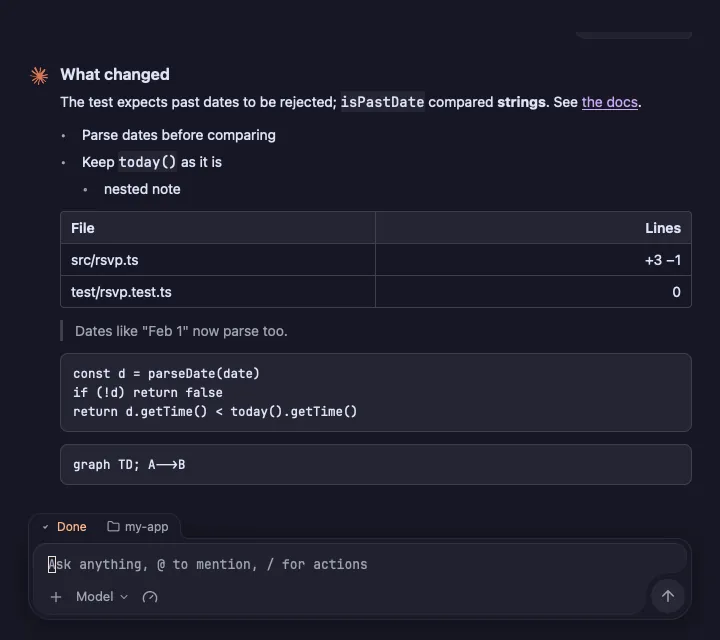 What changed
The test expects past dates to be rejected; isPastDate compared strings. See the docs.
• Parse dates before comparing
• Keep today() as it is
• nested note
File Lines
src/rsvp.ts +3 −1
test/rsvp.test.ts 0
Dates like "Feb 1" now parse too.
const d = parseDate(date)
if (!d) return false
return d.getTime() < today().getTime()
graph TD; A-->B
Done my-app
Ask anything, @ to mention, / for actions
Model